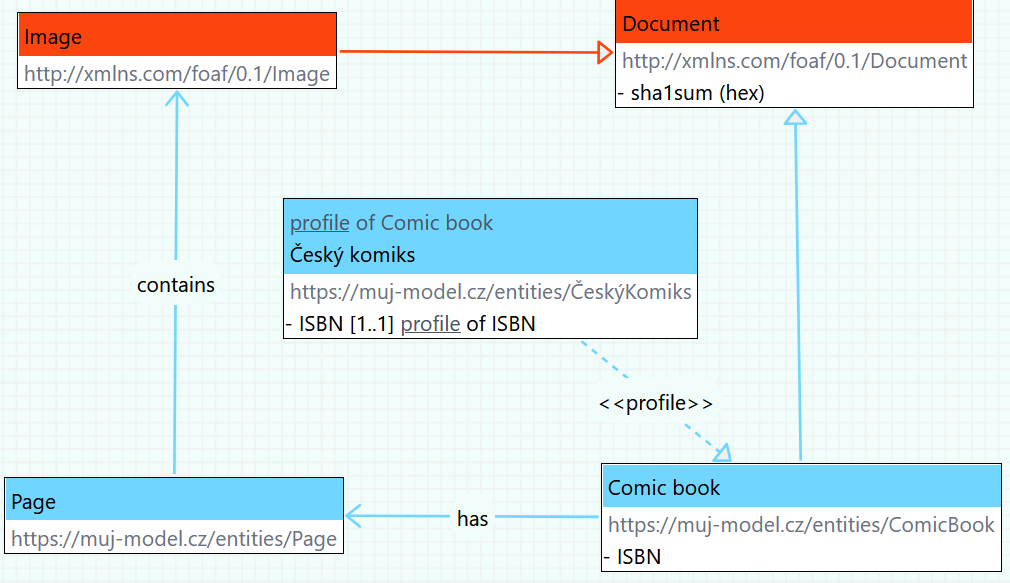 Image
http://xmlns.com/foaf/0.1/Image
Document
http://xmlns.com/foaf/0.1/Document
- sha1sum (hex)
profile of Comic book
Český komiks
https://muj-model.cz/entities/ČeskýKomiks
- ISBN [1..1] profile of ISBN
contains
<<profile>>
Page
https://muj-model.cz/entities/Page
has
Comic book
https://muj-model.cz/entities/ComicBook
- ISBN